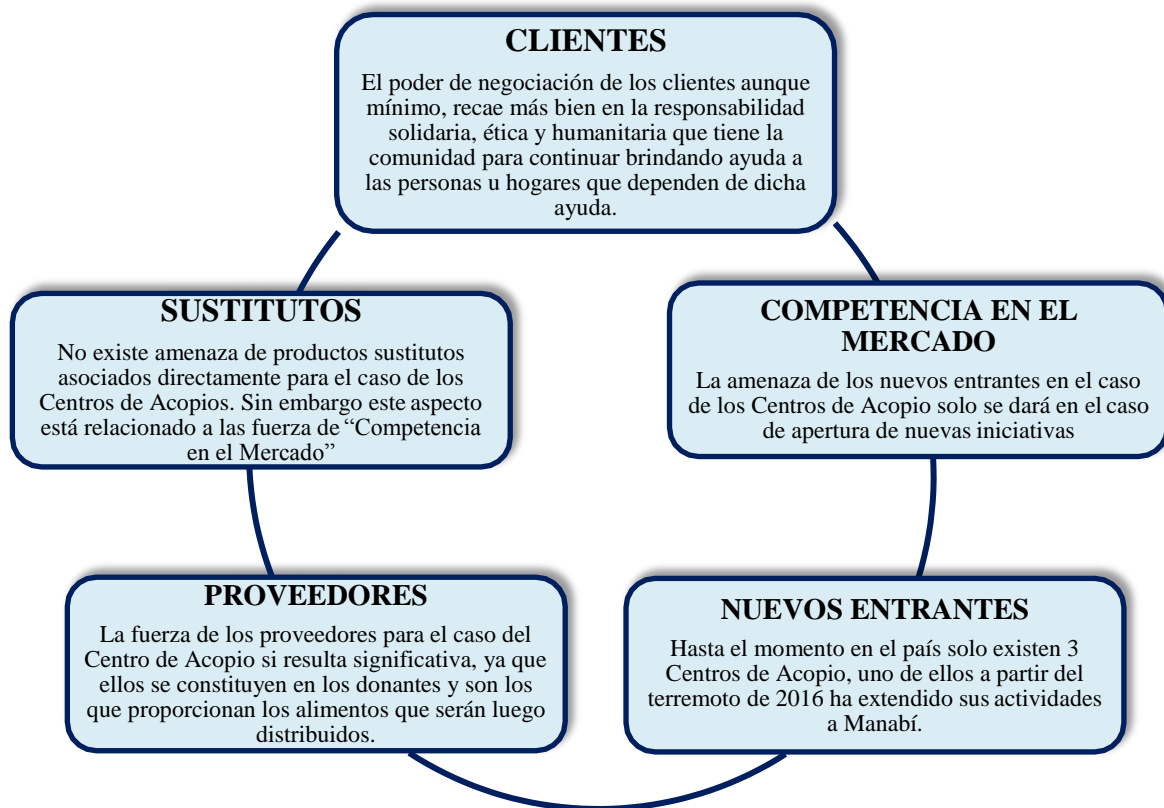 CLIENTES
El poder de negociación de los clientes aunque
mínimo, recae más bien en la responsabilidad
solidaria, ética y humanitaria que tiene la
comunidad para continuar brindando ayuda a
las personas u hogares que dependen de dicha
ayuda.
COMPETENCIA EN EL
MERCADO
La amenaza de los nuevos entrantes en el caso
de los Centros de Acopio solo se dará en el caso
de apertura de nuevas iniciativas
NUEVOS ENTRANTES
Hasta el momento en el país solo existen 3
Centros de Acopio, uno de ellos a partir del
terremoto de 2016 ha extendido sus actividades
a Manabí.
PROVEEDORES
La fuerza de los proveedores para el caso del
Centro de Acopio si resulta significativa, ya que
ellos se constituyen en los donantes y son los
que proporcionan los alimentos que serán luego
distribuidos.
SUSTITUTOS
No existe amenaza de productos sustitutos
asociados directamente para el caso de los
Centros de Acopios. Sin embargo este aspecto
está relacionado a las fuerza de “Competencia
en el Mercado”